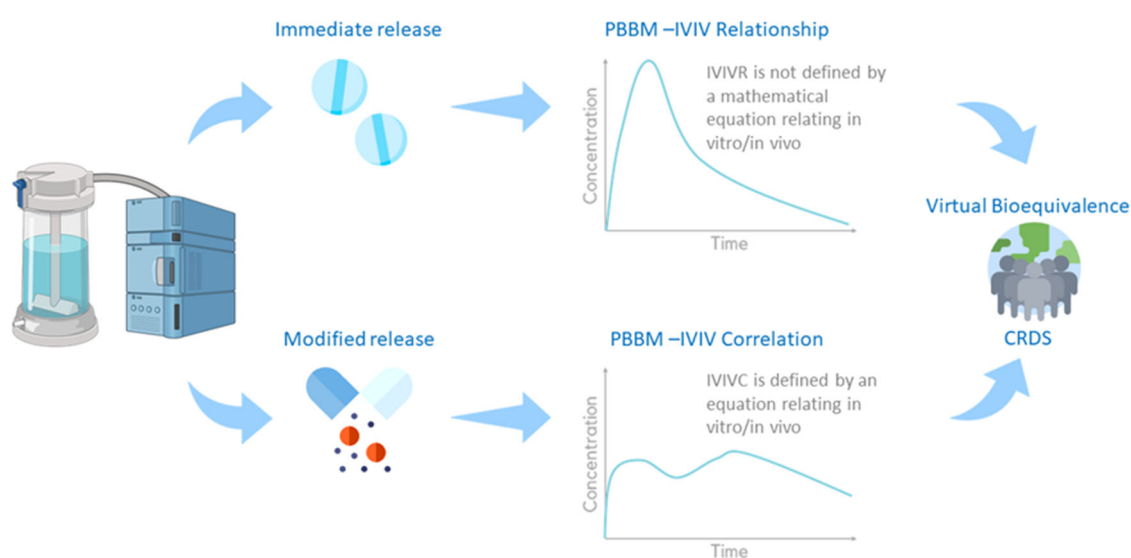 Immediate release
PBBM –IVIV Relationship
IVIVR is not defined by
a mathematical
equation relating in
vitro/in vivo
Concentration
Time
Virtual Bioequivalence
CRDS
Modified release
PBBM –IVIV Correlation
IVIVC is defined by an
equation relating in
vitro/in vivo
Concentration
Time